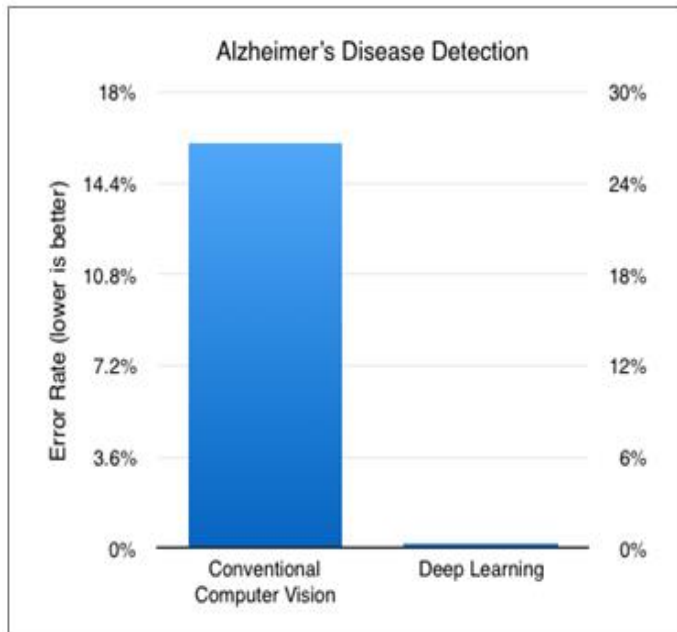 Alzheimer's Disease Detection
18%
14.4%
10.8%
7.2%
3.6%
0%
Error Rate (lower is better)
30%
24%
18%
12%
6%
0%
Conventional
Computer Vision
Deep Learning